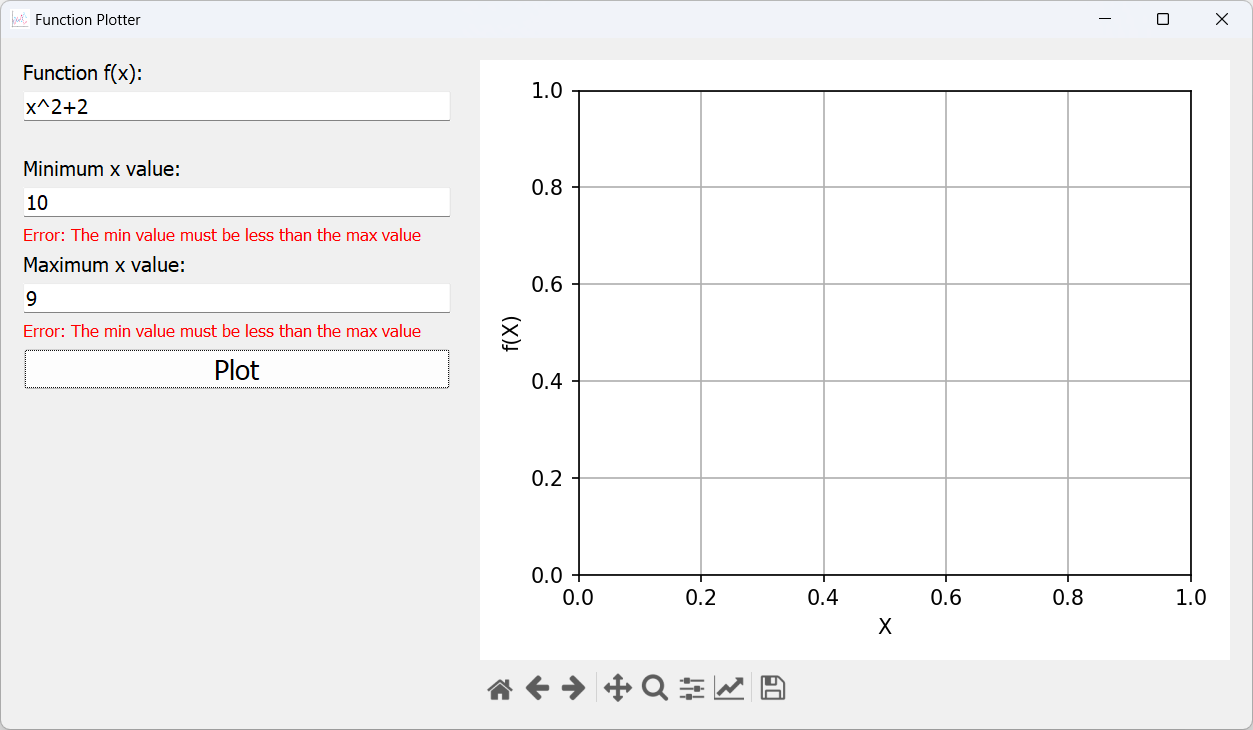 Function Plotter
Function f(x):
x^2+2
Minimum x value:
10
Error: The min value must be less than the max value
Maximum x value:
9
Error: The min value must be less than the max value
Plot
1.0
0.8
0.6
0.4
0.2
0.0
f(X)
0.0 0.2 0.4 0.6 0.8 1.0
X